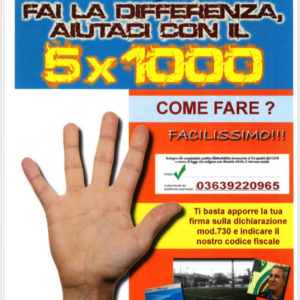 FAI LA DIFFERENZA,
AIUTACI CON IL
5x1000
COME FARE ?
FACILISSIMO!!!
FIRMA
03639220965
Ti basta apporre la tua
firma sulla dichiarazione
mod.730 e indicare il
nostro codice fiscale